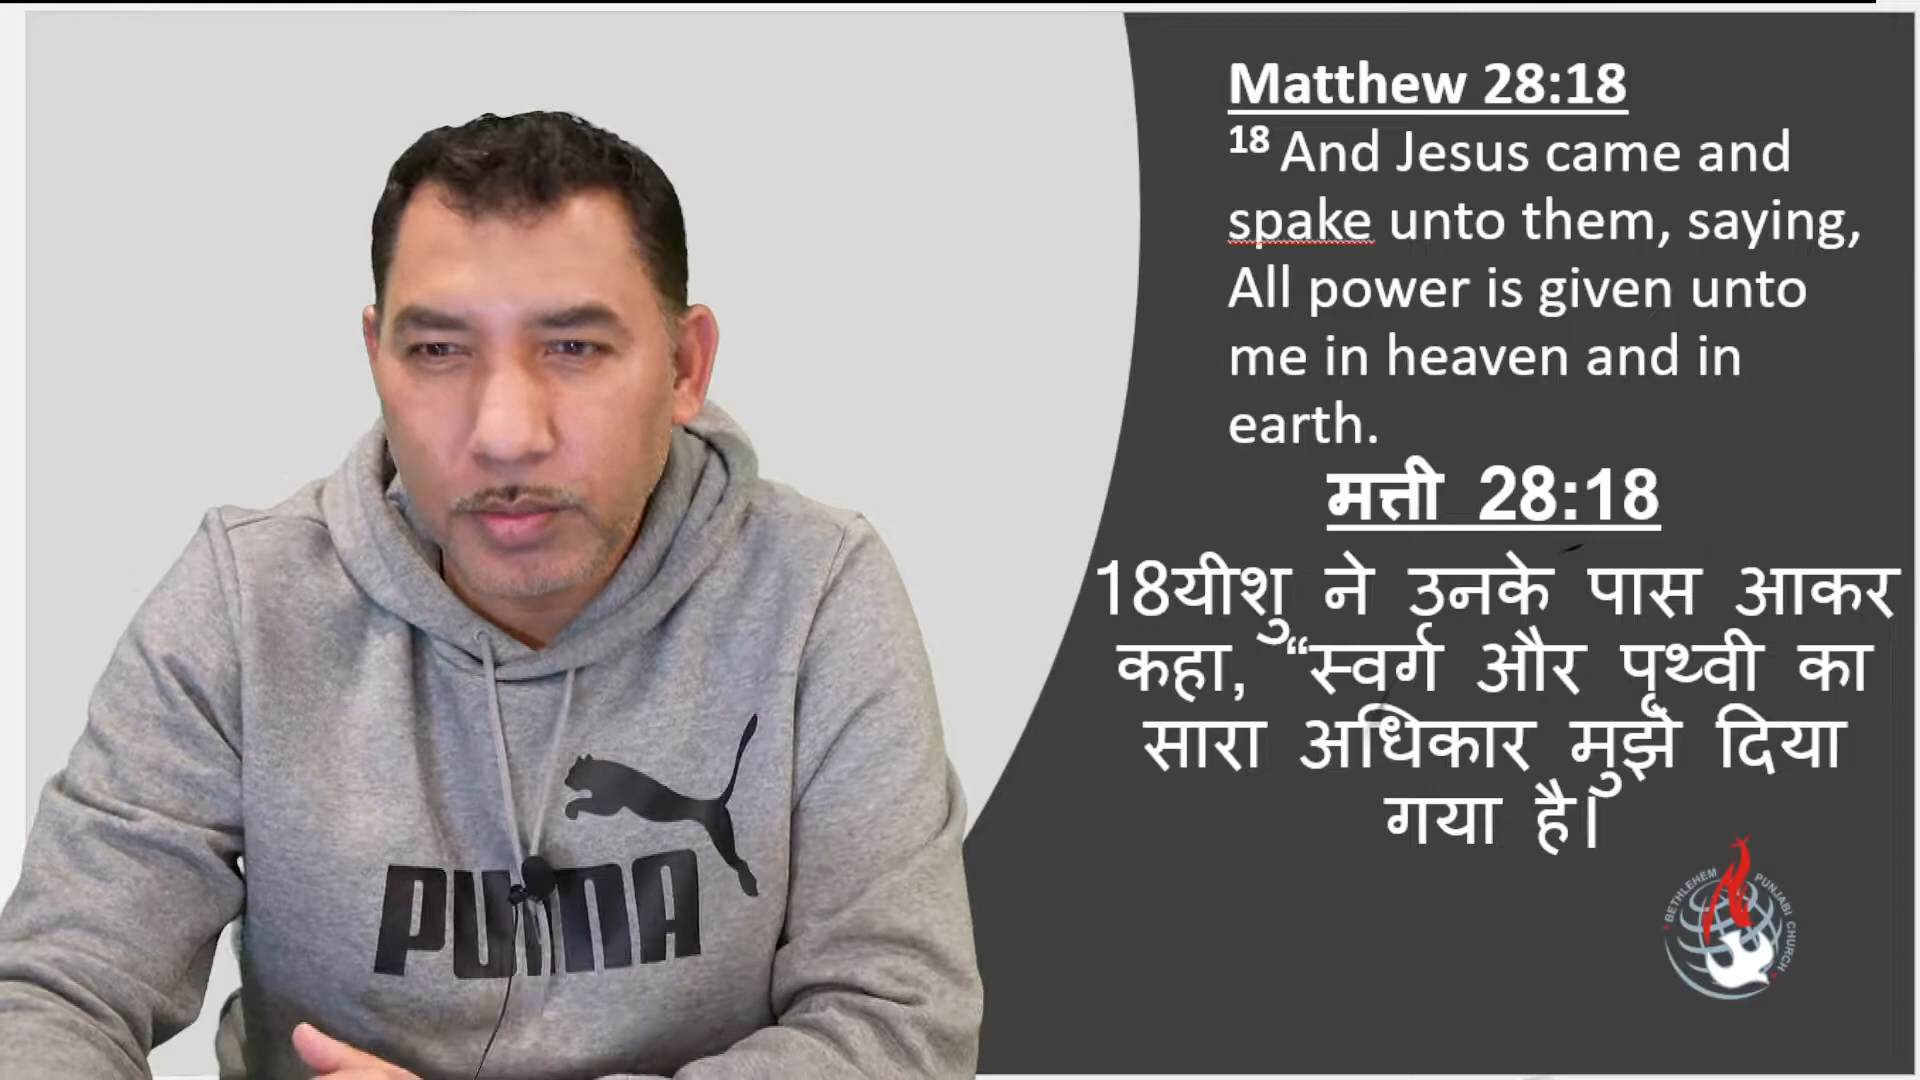 Matthew 28:18
18 And Jesus came and
spake unto them, saying,
All power is given unto
me in heaven and in
earth.
मत्ती 28:18
18यीशु ने उनके पास आकर
कहा, “स्वर्ग और पृथ्वी का
सारा अधिकार मुझे दिया
गया है।
PUMA
BETHLEHEM PUNJABI CHURCH